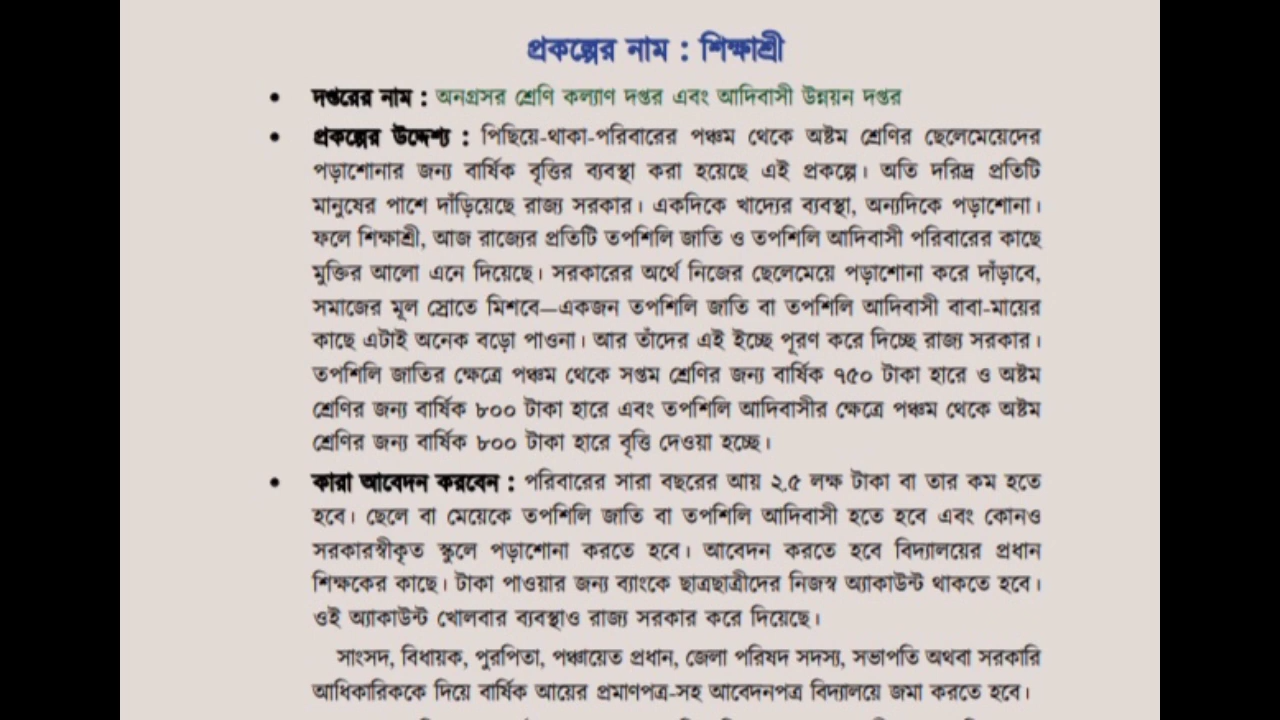 প্রকল্পের নাম : শিক্ষাশ্রী
• দপ্তরের নাম : অনগ্রসর শ্রেণি কল্যাণ দপ্তর এবং আদিবাসী উন্নয়ন দপ্তর
• প্রকল্পের উদ্দেশ্য : পিছিয়ে-থাকা-পরিবারের পঞ্চম থেকে অষ্টম শ্রেণির ছেলেমেয়েদের
পড়াশোনার জন্য বার্ষিক বৃত্তির ব্যবস্থা করা হয়েছে এই প্রকল্পে। অতি দরিদ্র প্রতিটি
মানুষের পাশে দাঁড়িয়েছে রাজ্য সরকার। একদিকে খাদ্যের ব্যবস্থা, অন্যদিকে পড়াশোনা।
ফলে শিক্ষাশ্রী, আজ রাজ্যের প্রতিটি তপশিলি জাতি ও তপশিলি আদিবাসী পরিবারের কাছে
মুক্তির আলো এনে দিয়েছে। সরকারের অর্থে নিজের ছেলেমেয়ে পড়াশোনা করে দাঁড়াবে,
সমাজের মূল স্রোতে মিশবে—একজন তপশিলি জাতি বা তপশিলি আদিবাসী বাবা-মায়ের
কাছে এটাই অনেক বড়ো পাওনা। আর তাঁদের এই ইচ্ছে পূরণ করে দিচ্ছে রাজ্য সরকার।
তপশিলি জাতির ক্ষেত্রে পঞ্চম থেকে সপ্তম শ্রেণির জন্য বার্ষিক ৭৫০ টাকা হারে ও অষ্টম
শ্রেণির জন্য বার্ষিক ৮০০ টাকা হারে এবং তপশিলি আদিবাসীর ক্ষেত্রে পঞ্চম থেকে অষ্টম
শ্রেণির জন্য বার্ষিক ৮০০ টাকা হারে বৃত্তি দেওয়া হচ্ছে।
• কারা আবেদন করবেন : পরিবারের সারা বছরের আয় ২.৫ লক্ষ টাকা বা তার কম হতে
হবে। ছেলে বা মেয়েকে তপশিলি জাতি বা তপশিলি আদিবাসী হতে হবে এবং কোনও
সরকারস্বীকৃত স্কুলে পড়াশোনা করতে হবে। আবেদন করতে হবে বিদ্যালয়ের প্রধান
শিক্ষকের কাছে। টাকা পাওয়ার জন্য ব্যাংকে ছাত্রছাত্রীদের নিজস্ব অ্যাকাউন্ট থাকতে হবে।
ওই অ্যাকাউন্ট খোলবার ব্যবস্থাও রাজ্য সরকার করে দিয়েছে।
সাংসদ, বিধায়ক, পুরপিতা, পঞ্চায়েত প্রধান, জেলা পরিষদ সদস্য, সভাপতি অথবা সরকারি
আধিকারিককে দিয়ে বার্ষিক আয়ের প্রমাণপত্র-সহ আবেদনপত্র বিদ্যালয়ে জমা করতে হবে।